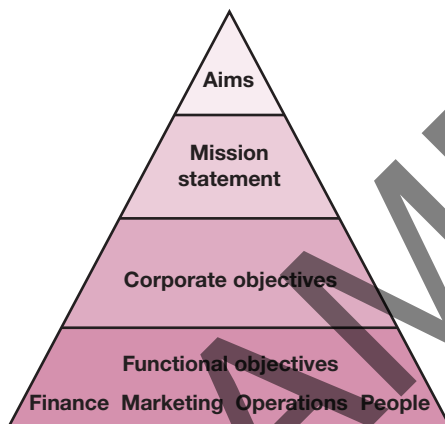 Aims
Mission
statement
Corporate objectives
Functional objectives
Finance Marketing Operations People